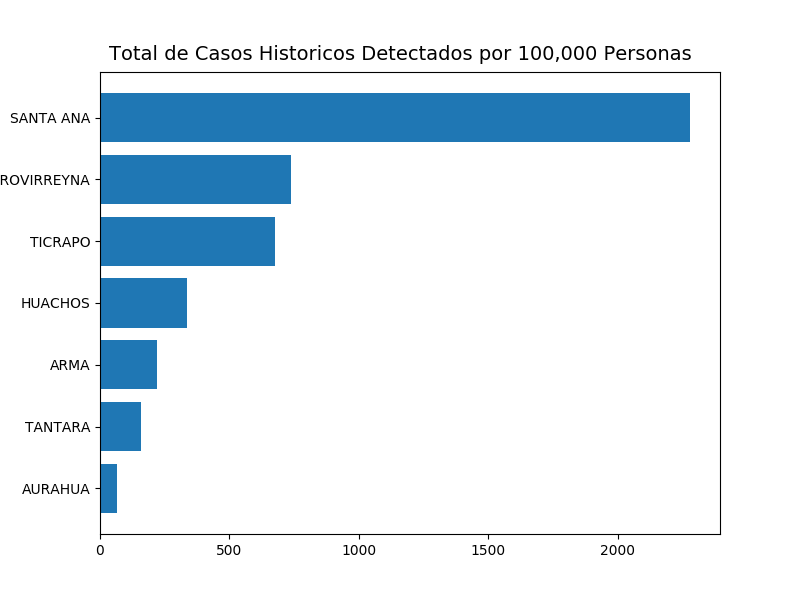 Total de Casos Historicos Detectados por 100,000 Personas
SANTA ANA
ROVIRREYNA
TICRAPO
HUACHOS
ARMA
TANTARA
AURAHUA
0 500 1000 1500 2000